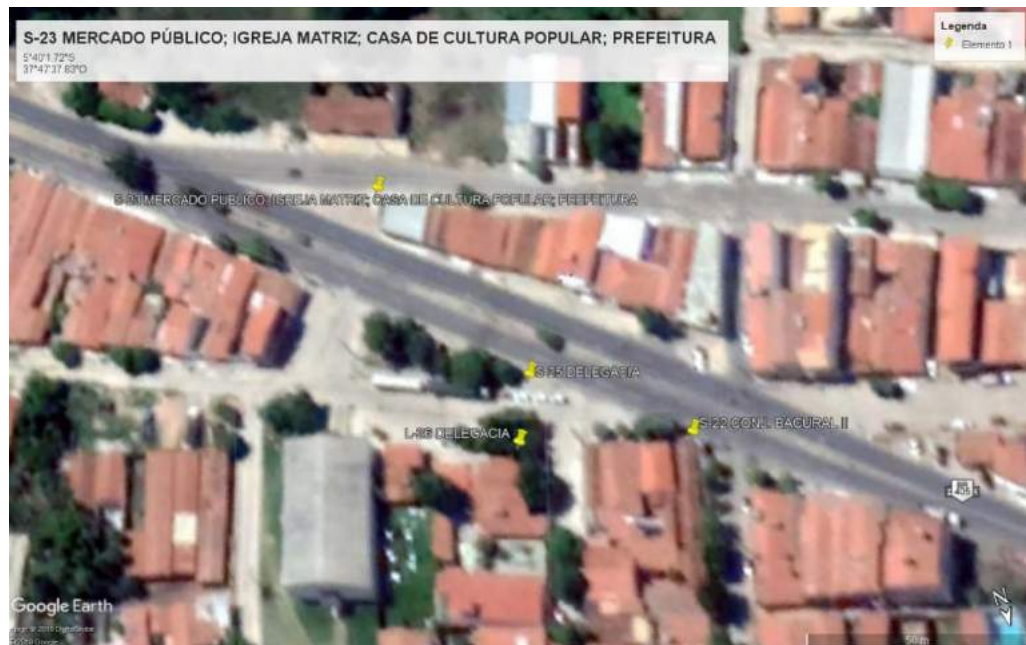 S-23 MERCADO PÚBLICO; IGREJA MATRIZ; CASA DE CULTURA POPULAR; PREFEITURA
5°40'1.72"S
37°47'37.63"O
Legenda
Elemento 1
S-23 MERCADO PÚBLICO; IGREJA MATRIZ; CASA DE CULTURA POPULAR; PREFEITURA
S-25 DELEGACIA
L-26 DELEGACIA
S-22 CONJ. BACURAL II
Google Earth
50 m